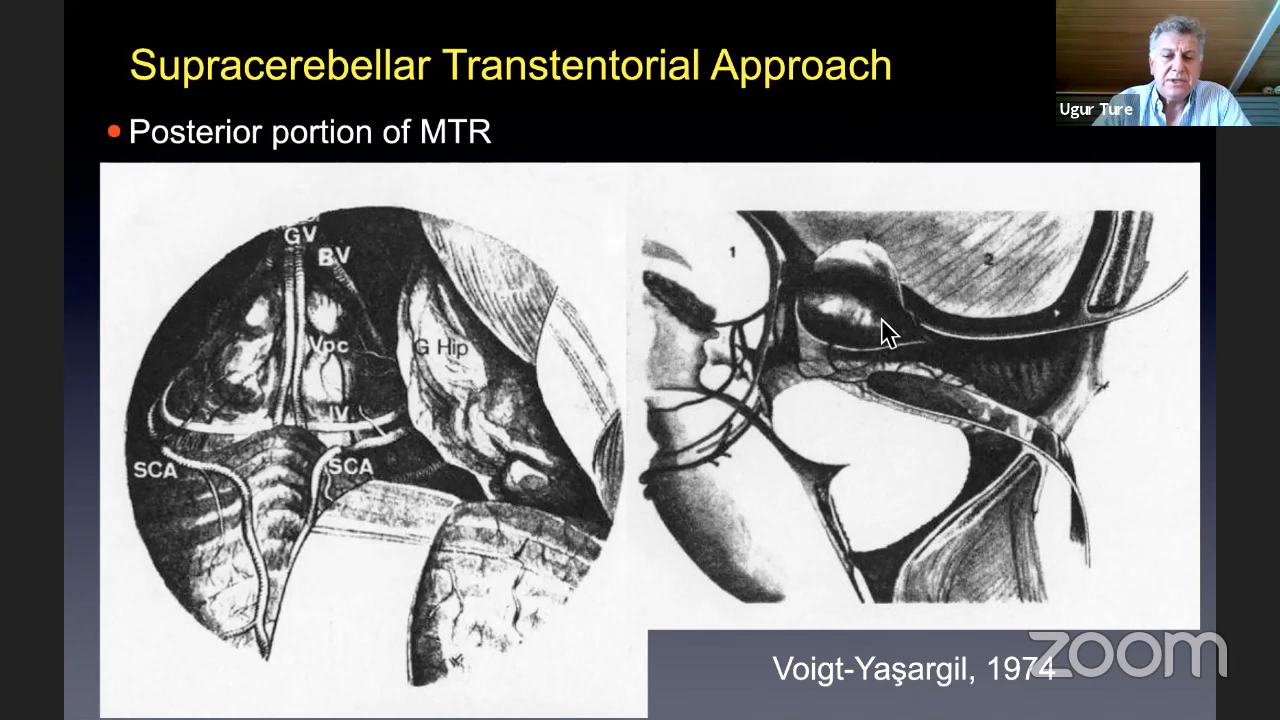 Supracerebellar Transtentorial Approach
Ugur Ture
Posterior portion of MTR
GV
BV
Vpc
G Hip
IV
SCA
SCA
1
2
Voigt-Yaşargil, 1974
zoom